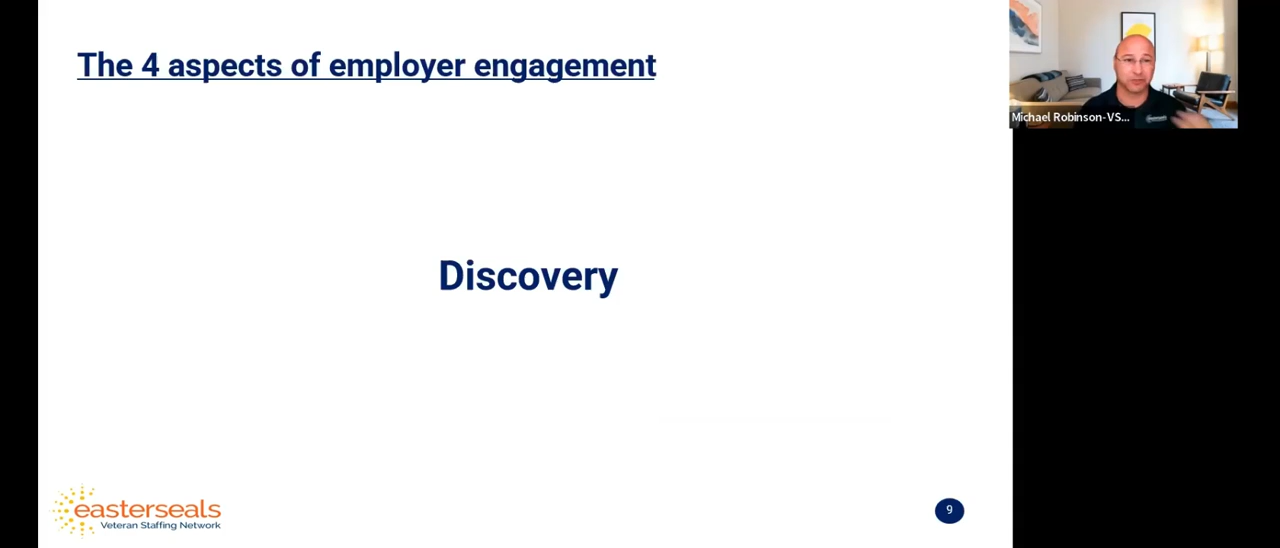 The 4 aspects of employer engagement
Michael Robinson-VS...
Discovery
easterseals
Veteran Staffing Network
9